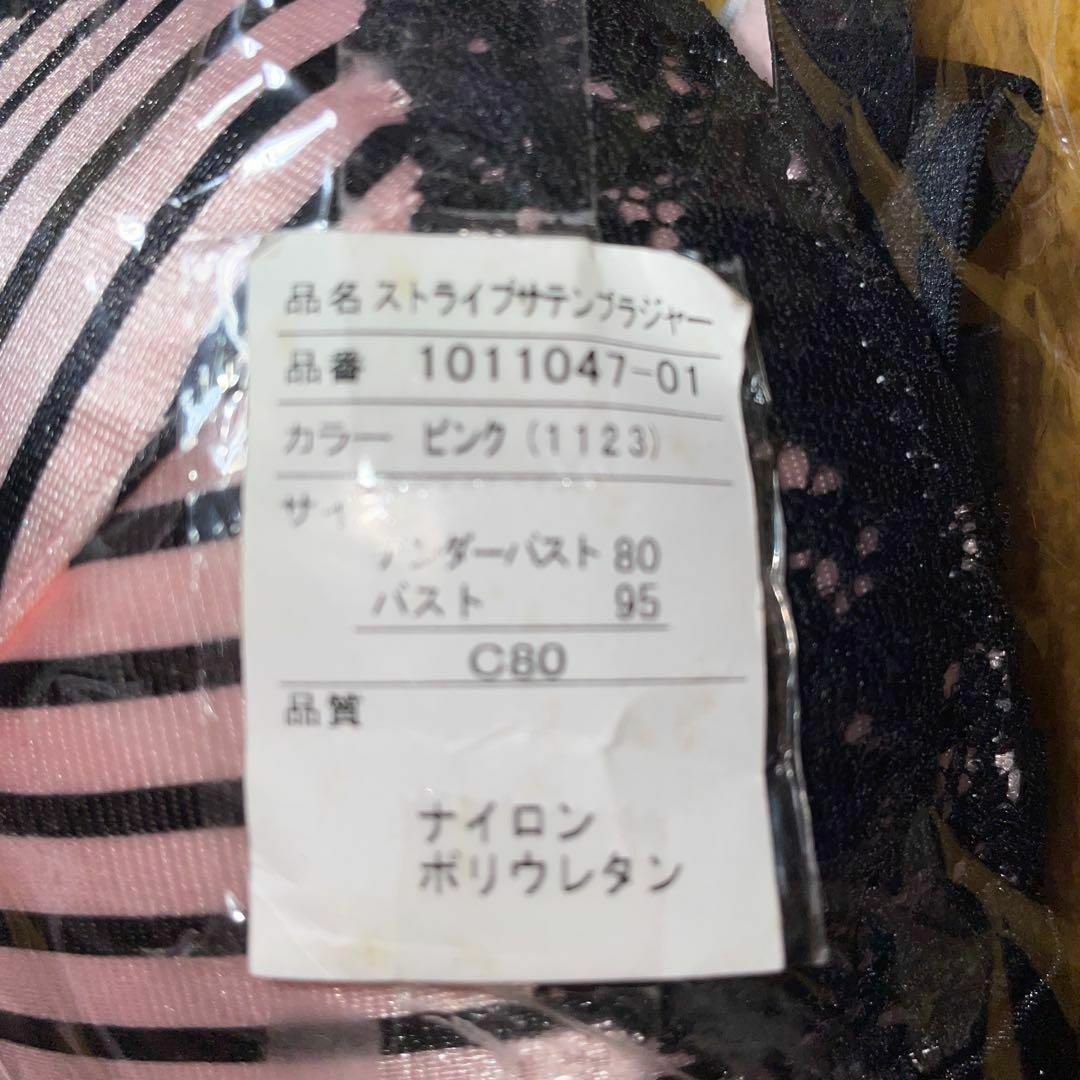 品名 ストライプサテンブラジャー
品番 1011047-01
カラー ピンク(1123)
アンダーバスト 80
バスト 95
C80
品質
ナイロン
ポリウレタン